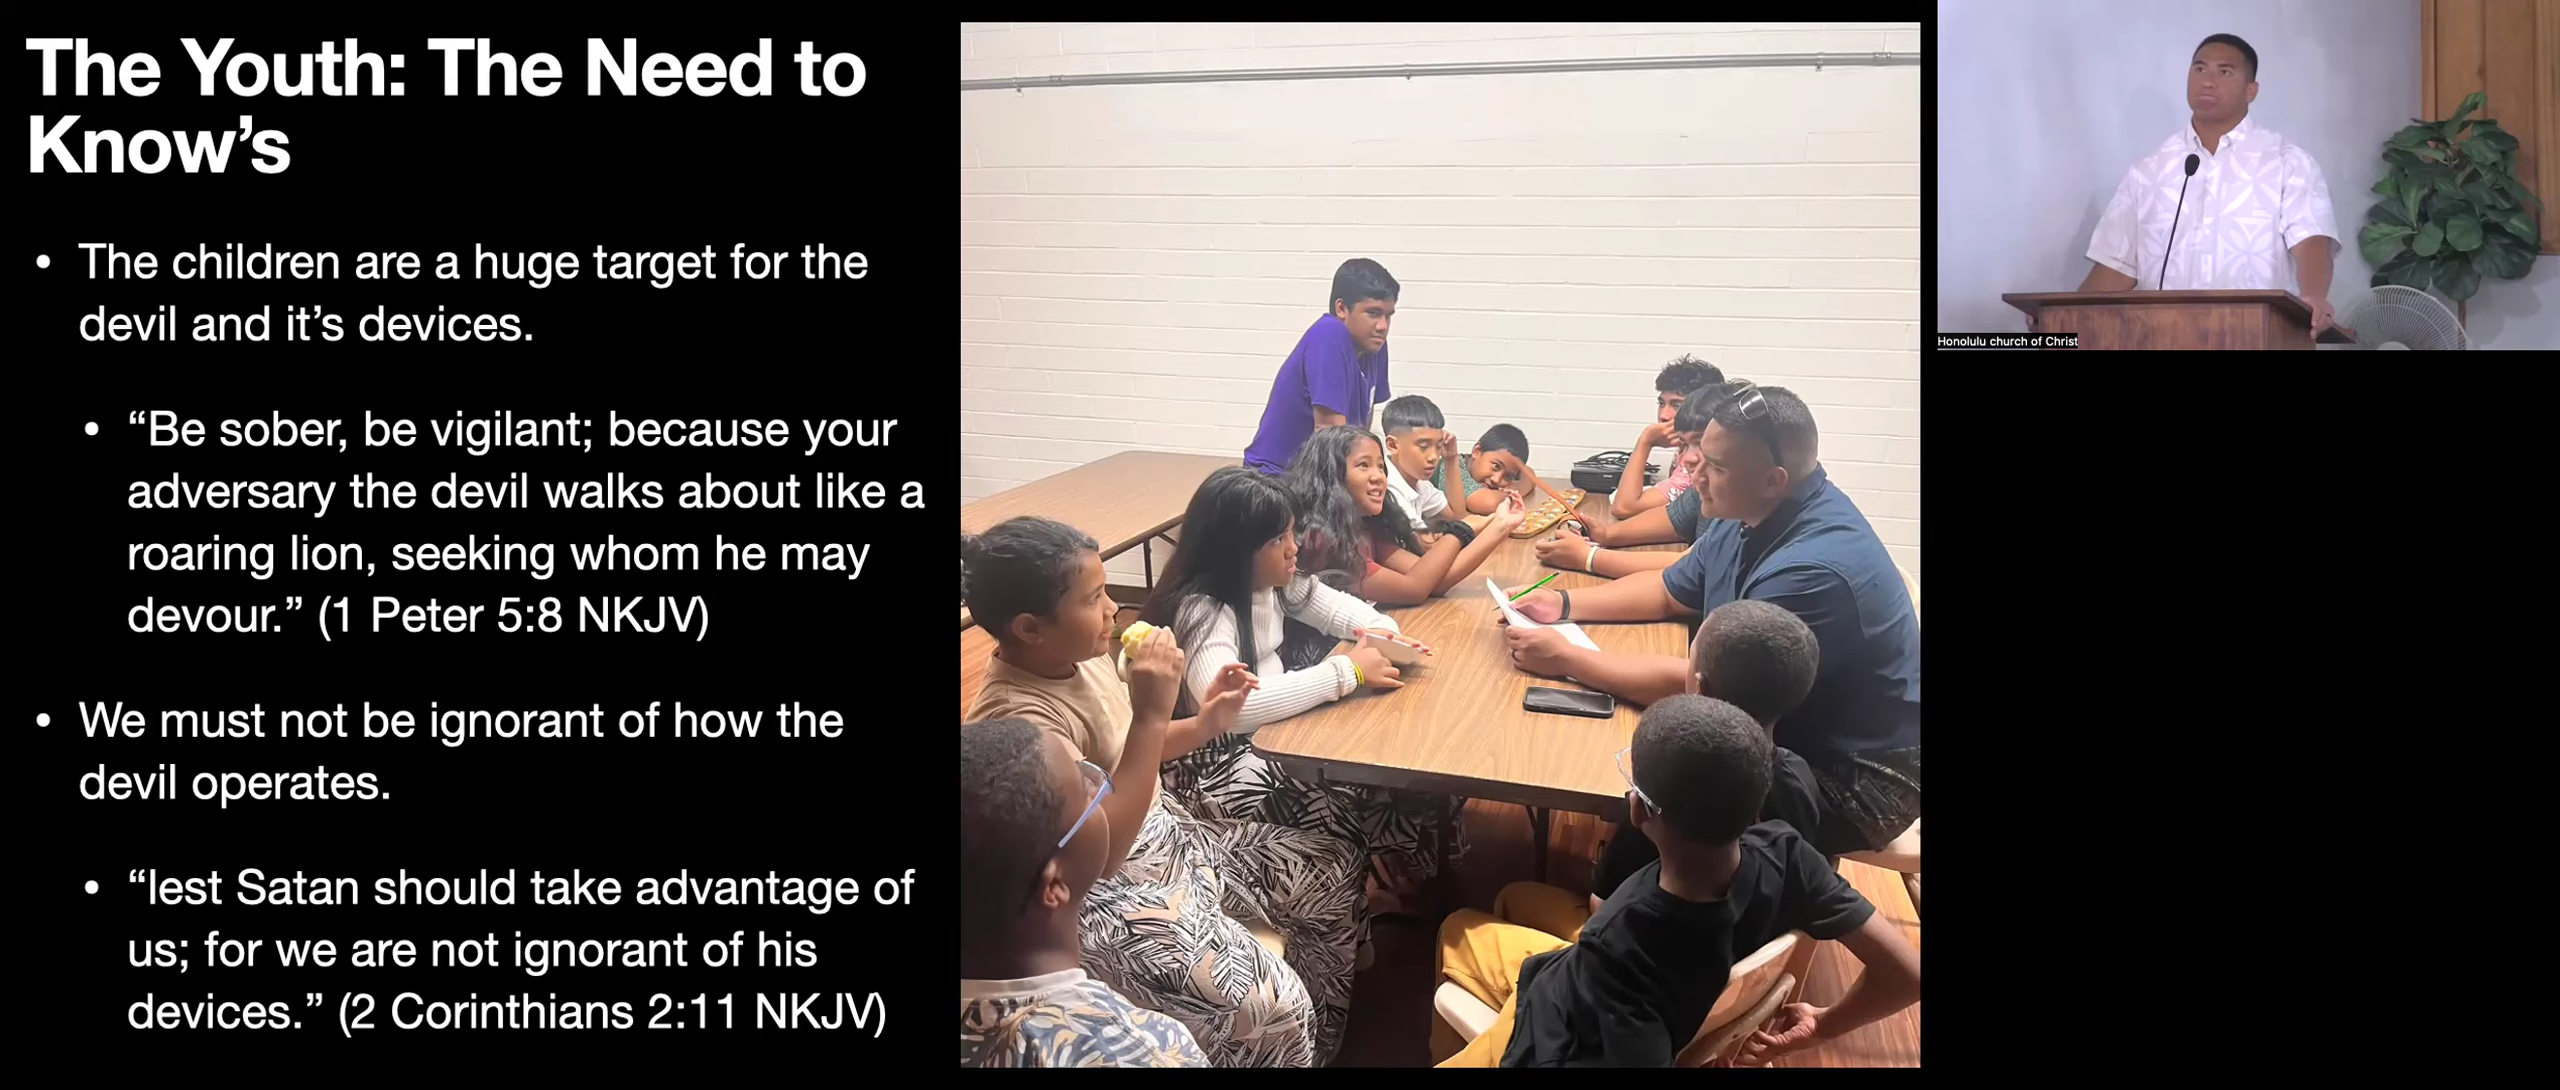 The Youth: The Need to
Know’s
• The children are a huge target for the
devil and it’s devices.
• “Be sober, be vigilant; because your
adversary the devil walks about like a
roaring lion, seeking whom he may
devour.” (1 Peter 5:8 NKJV)
• We must not be ignorant of how the
devil operates.
• “lest Satan should take advantage of
us; for we are not ignorant of his
devices.” (2 Corinthians 2:11 NKJV)
Honolulu church of Christ